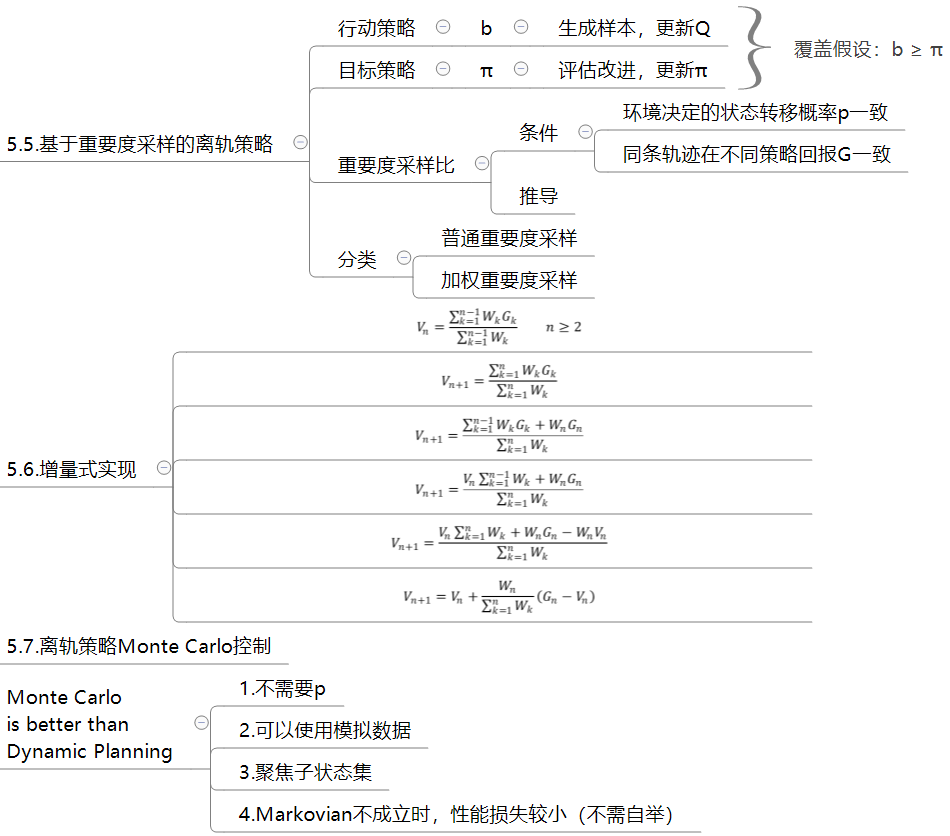 5.5.基于重要度采样的离轨策略
行动策略 b 生成样本，更新Q
目标策略 π 评估改进，更新π
覆盖假设：b ≥ π
重要度采样比
条件
环境决定的状态转移概率p一致
同条轨迹在不同策略回报G一致
推导
分类
普通重要度采样
加权重要度采样
5.6.增量式实现
$V_n = \frac{\sum_{k=1}^{n-1} W_k G_k}{\sum_{k=1}^{n-1} W_k} \quad n \geq 2$
$V_{n+1} = \frac{\sum_{k=1}^{n} W_k G_k}{\sum_{k=1}^{n} W_k}$
$V_{n+1} = \frac{\sum_{k=1}^{n-1} W_k G_k + W_n G_n}{\sum_{k=1}^{n} W_k}$
$V_{n+1} = \frac{V_n \sum_{k=1}^{n-1} W_k + W_n G_n}{\sum_{k=1}^{n} W_k}$
$V_{n+1} = \frac{V_n \sum_{k=1}^{n} W_k + W_n G_n - W_n V_n}{\sum_{k=1}^{n} W_k}$
$V_{n+1} = V_n + \frac{W_n}{\sum_{k=1}^{n} W_k} (G_n - V_n)$
5.7.离轨策略Monte Carlo控制
Monte Carlo
is better than
Dynamic Planning
1.不需要p
2.可以使用模拟数据
3.聚焦子状态集
4.Markovian不成立时，性能损失较小（不需自举）